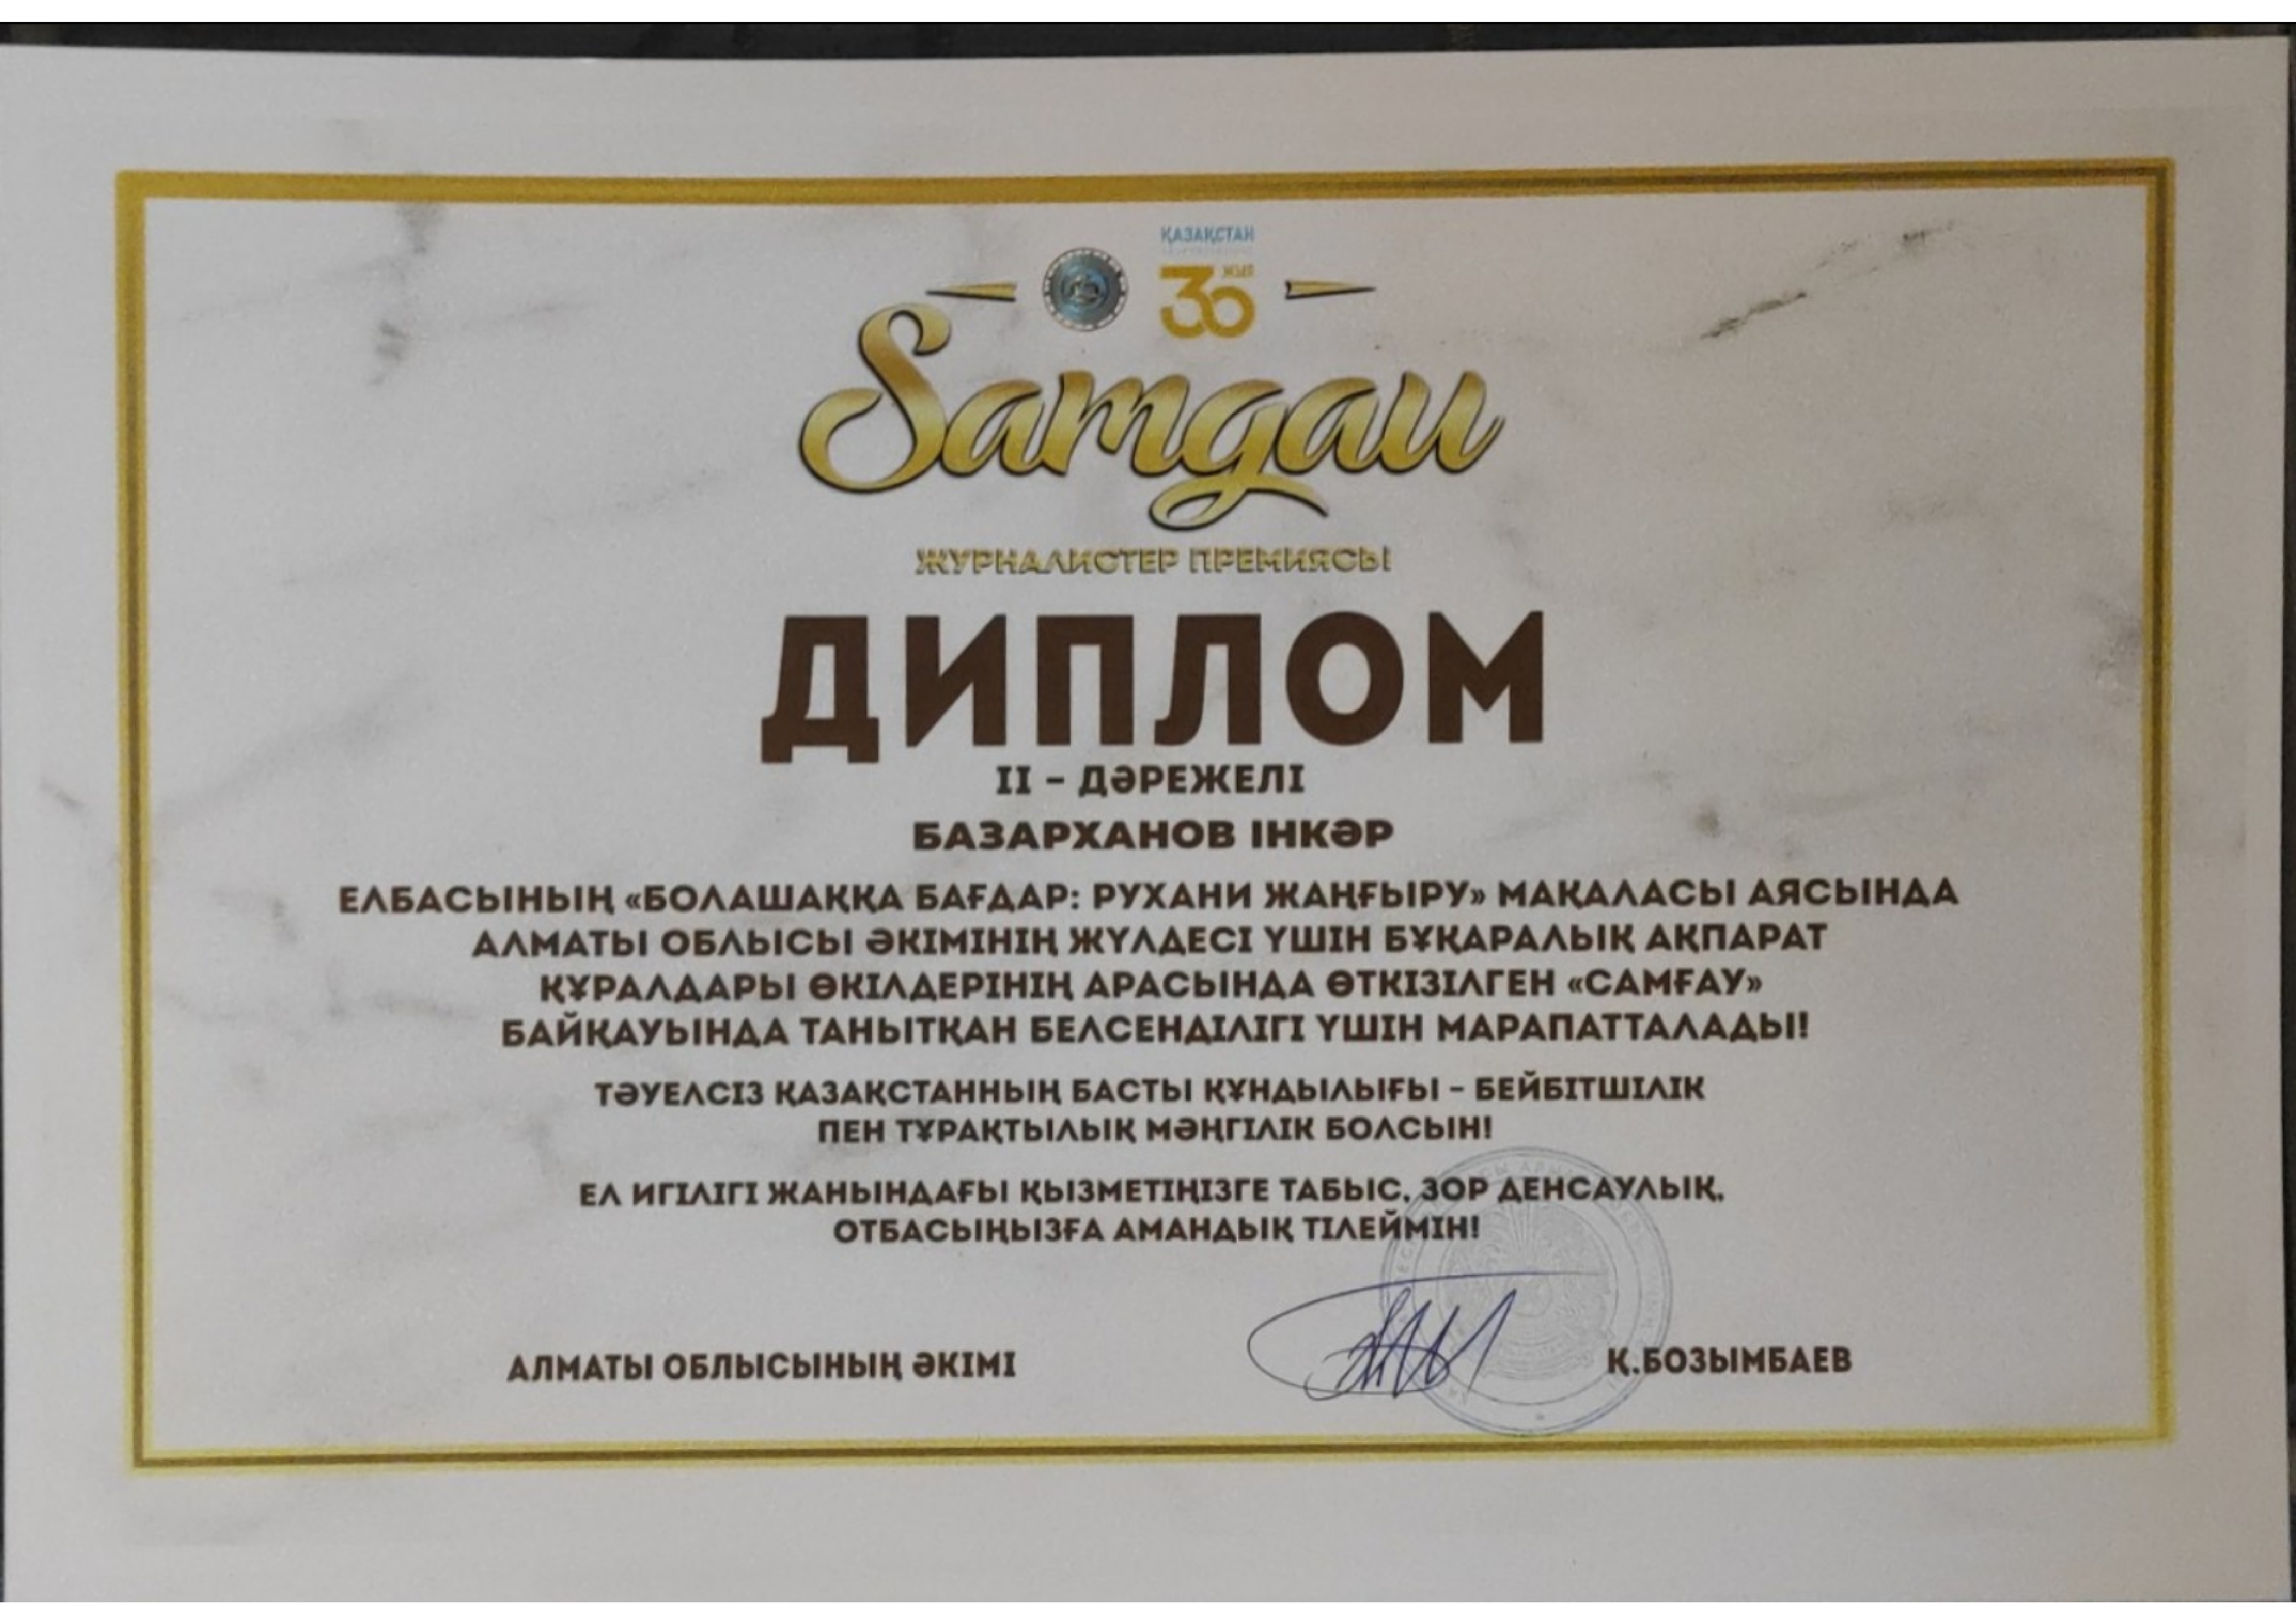 ҚАЗАҚСТАН
30 ЖЫЛ
Samgau
ЖУРНАЛИСТЕР ПРЕМИЯСЫ
ДИПЛОМ
II – ДӘРЕЖЕЛІ
БАЗАРХАНОВ ІНКӘР
ЕЛБАСЫНЫҢ «БОЛАШАҚҚА БАҒДАР: РУХАНИ ЖАҢҒЫРУ» МАҚАЛАСЫ АЯСЫНДА
АЛМАТЫ ОБЛЫСЫ ӘКІМІНІҢ ЖҮЛДЕСІ ҮШІН БҰҚАРАЛЫҚ АҚПАРАТ
ҚҰРАЛДАРЫ ӨКІЛДЕРІНІҢ АРАСЫНДА ӨТКІЗІЛГЕН «САМҒАУ»
БАЙҚАУЫНДА ТАНЫТҚАН БЕЛСЕНДІЛІГІ ҮШІН МАРАПАТТАЛАДЫ!
ТӘУЕЛСІЗ ҚАЗАҚСТАННЫҢ БАСТЫ ҚҰНДЫЛЫҒЫ – БЕЙБІТШІЛІК
ПЕН ТҰРАҚТЫЛЫҚ МӘҢГІЛІК БОЛСЫН!
ЕЛ ИГІЛІГІ ЖАНЫНДАҒЫ ҚЫЗМЕТІҢІЗГЕ ТАБЫС, ЗОР ДЕНСАУЛЫҚ,
ОТБАСЫҢЫЗҒА АМАНДЫҚ ТІЛЕЙМІН!
АЛМАТЫ ОБЛЫСЫНЫҢ ӘКІМІ Қ.БОЗЫМБАЕВ